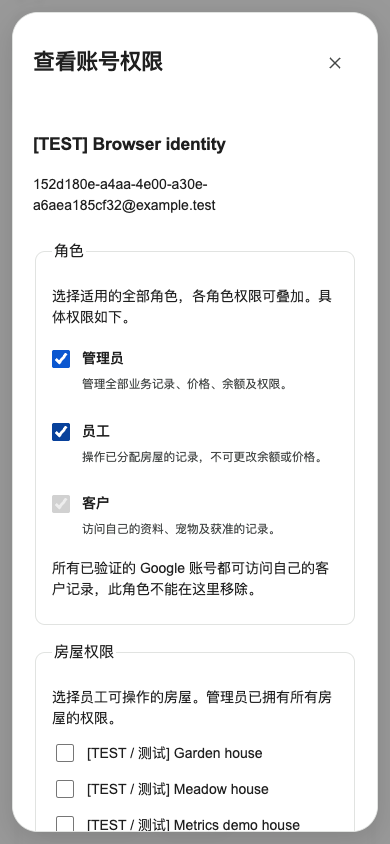 查看账号权限
[TEST] Browser identity
152d180e-a4aa-4e00-a30e-
a6aea185cf32@example.test
角色
选择适用的全部角色，各角色权限可叠加。具
体权限如下。
管理员
管理全部业务记录、价格、余额及权限。
员工
操作已分配房屋的记录，不可更改余额或价格。
客户
访问自己的资料、宠物及获准的记录。
所有已验证的 Google 账号都可访问自己的客
户记录，此角色不能在这里移除。
房屋权限
选择员工可操作的房屋。管理员已拥有所有房
屋的权限。
[TEST / 测试] Garden house
[TEST / 测试] Meadow house
[TEST / 测试] Metrics demo house